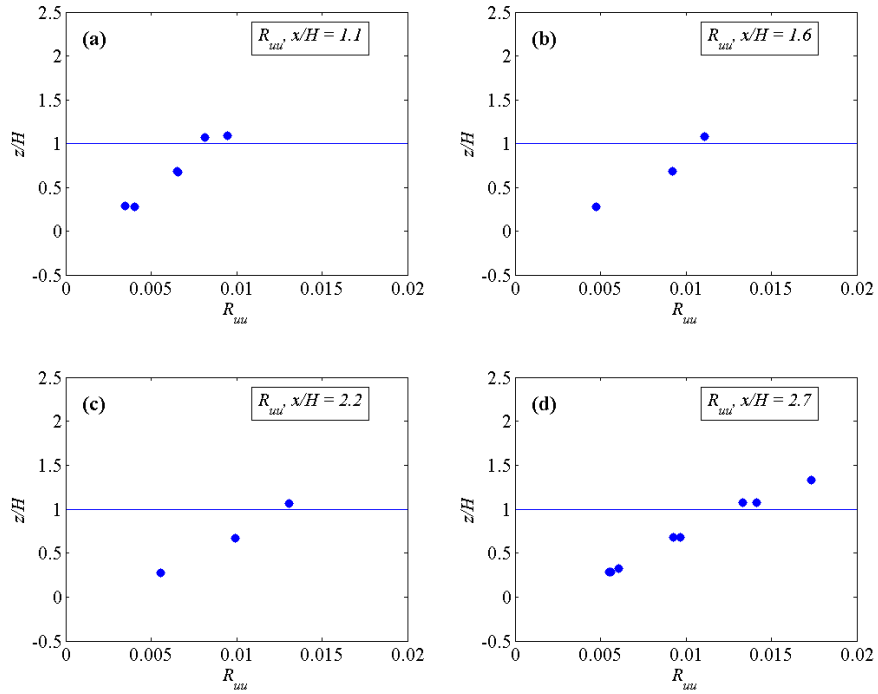 (a)
R_uu, x/H = 1.1
2.5
2
1.5
1
0.5
0
-0.5
z/H
0 0.005 0.01 0.015 0.02
R_uu
(b)
R_uu, x/H = 1.6
2.5
2
1.5
1
0.5
0
-0.5
z/H
0 0.005 0.01 0.015 0.02
R_uu
(c)
R_uu, x/H = 2.2
2.5
2
1.5
1
0.5
0
-0.5
z/H
0 0.005 0.01 0.015 0.02
R_uu
(d)
R_uu, x/H = 2.7
2.5
2
1.5
1
0.5
0
-0.5
z/H
0 0.005 0.01 0.015 0.02
R_uu